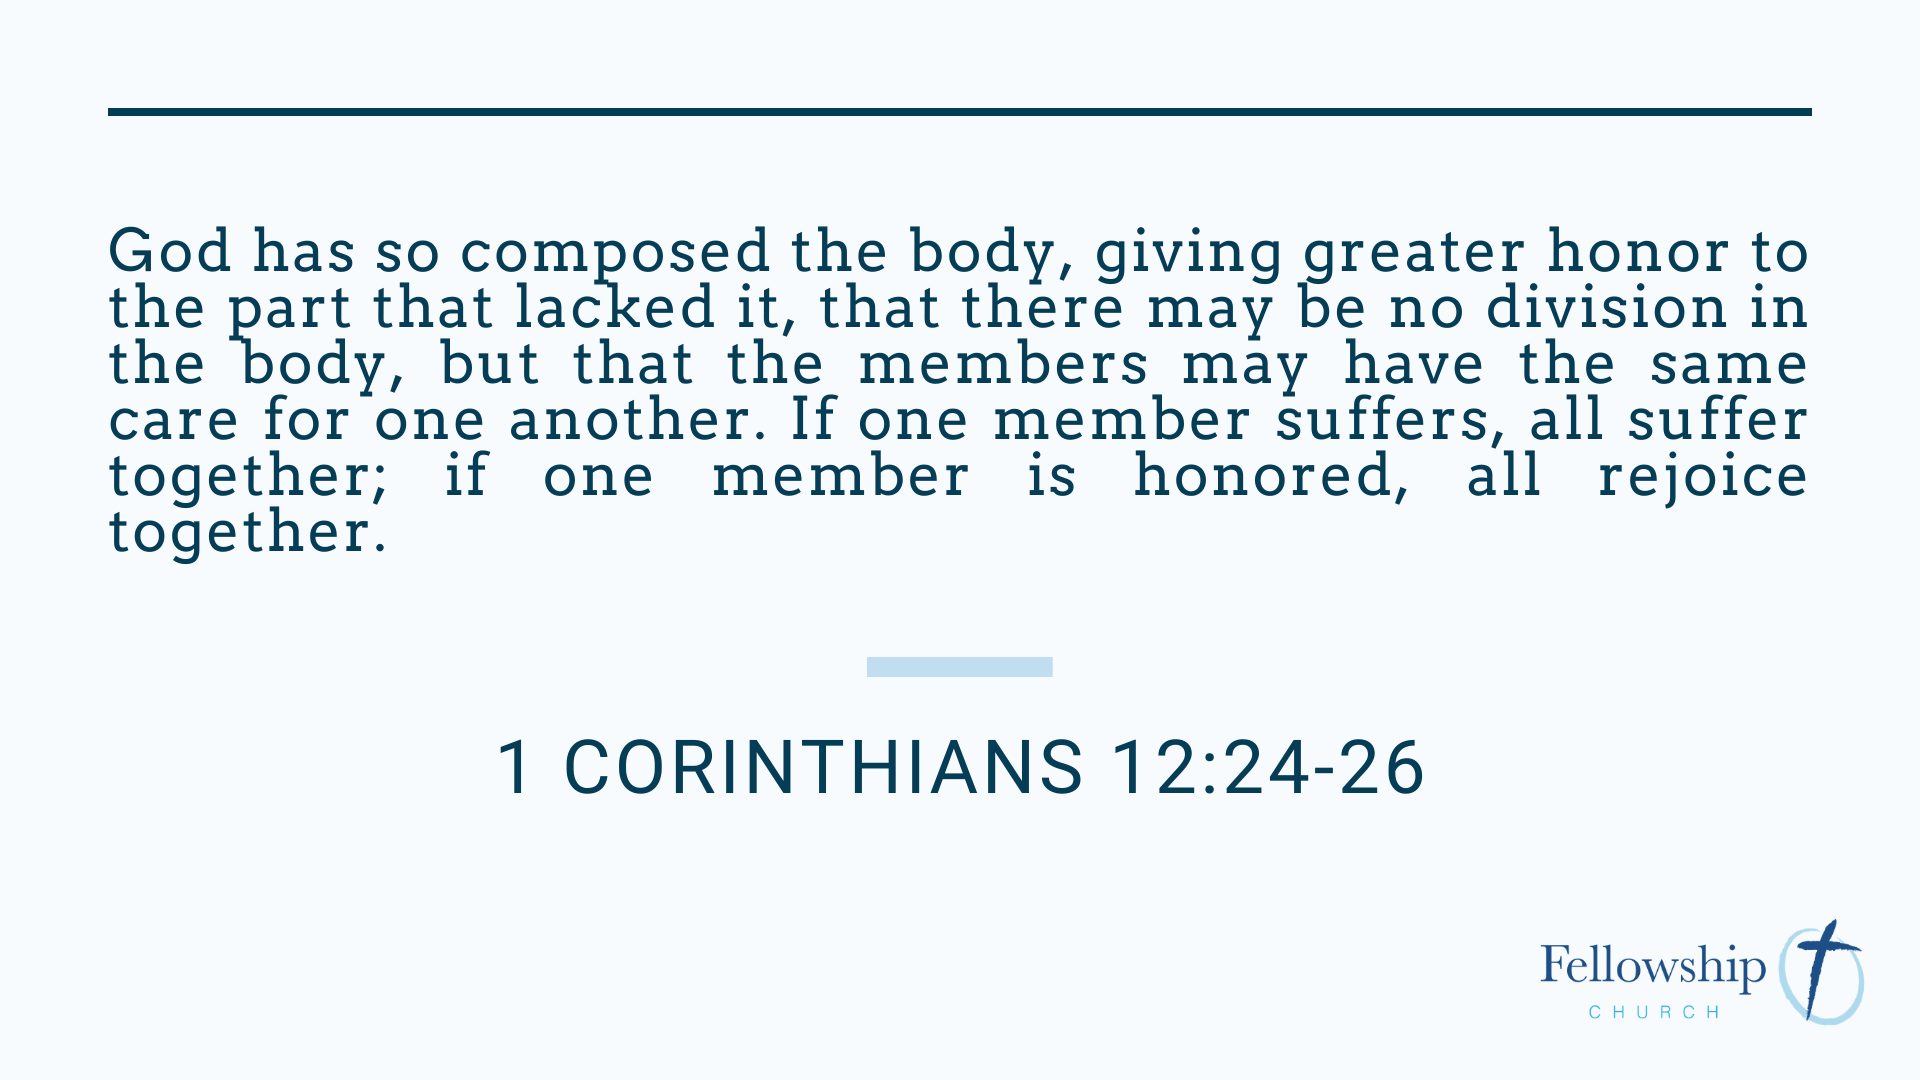 God has so composed the body, giving greater honor to
the part that lacked it, that there may be no division in
the body, but that the members may have the same
care for one another. If one member suffers, all suffer
together; if one member is honored, all rejoice
together.
1 CORINTHIANS 12:24-26
Fellowship
CHURCH